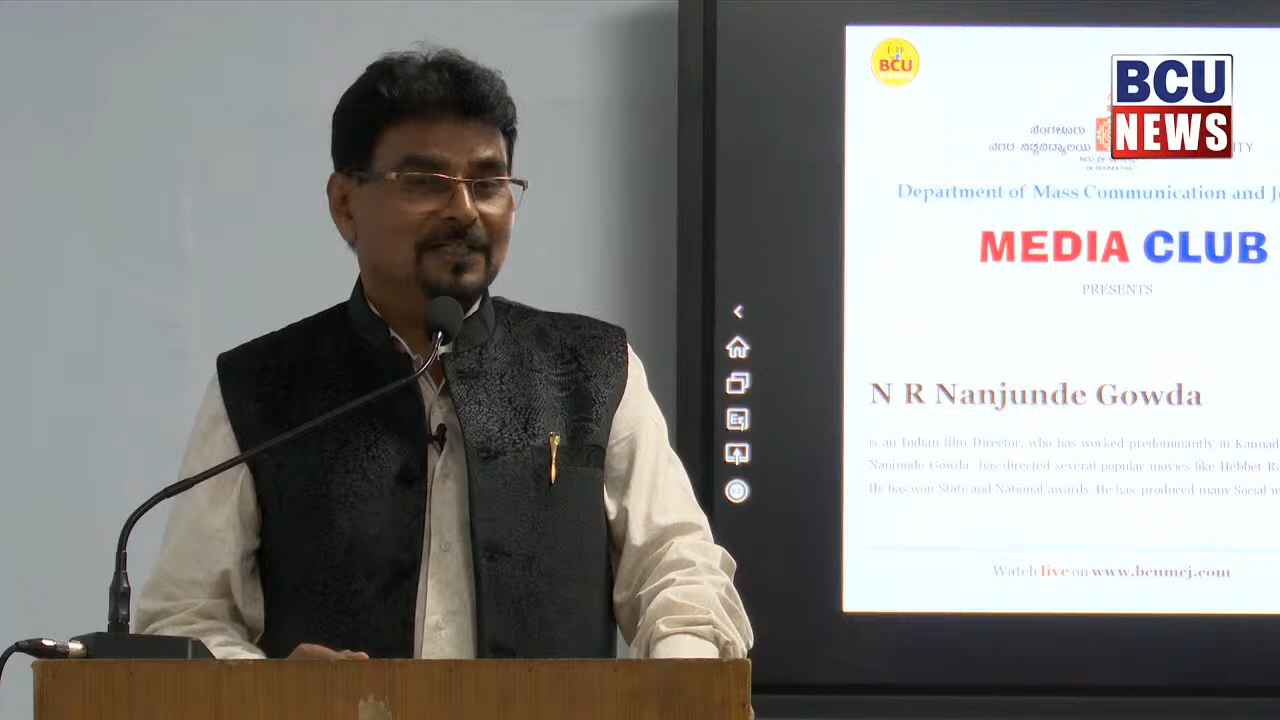 BCU
BCU
NEWS
ಬೆಂಗಳೂರು
ನಗರ ವಿಶ್ವವಿದ್ಯಾಲಯ
Department of Mass Communication and
MEDIA CLUB
PRESENTS
N R Nanjunde Gowda
is an Indian film Director, who has worked predominantly in
Nanjunde Gowda has directed several popular movies like Hebbet
He has won State and National awards. He has produced many Social
Watch live on www.bcumcj.com